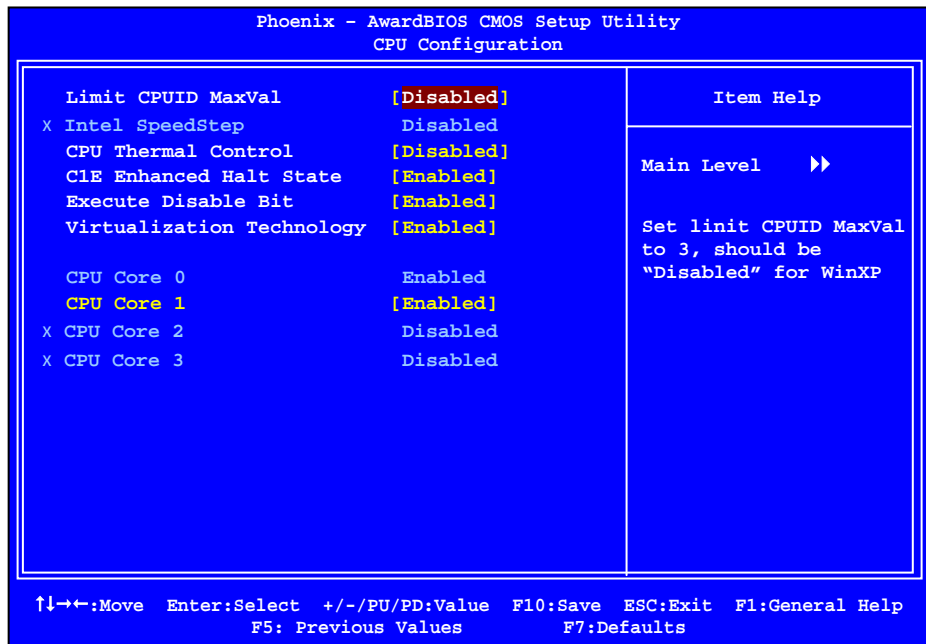 Phoenix – AwardBIOS CMOS Setup Utility
CPU Configuration
Limit CPUID MaxVal [Disabled]
X Intel SpeedStep Disabled
CPU Thermal Control [Disabled]
C1E Enhanced Halt State [Enabled]
Execute Disable Bit [Enabled]
Virtualization Technology [Enabled]
CPU Core 0 Enabled
CPU Core 1 [Enabled]
X CPU Core 2 Disabled
X CPU Core 3 Disabled
Item Help
Main Level
Set linit CPUID MaxVal
to 3, should be
“Disabled” for WinXP
↑↓→←:Move Enter:Select +/-/PU/PD:Value F10:Save ESC:Exit F1:General Help
F5: Previous Values F7:Defaults